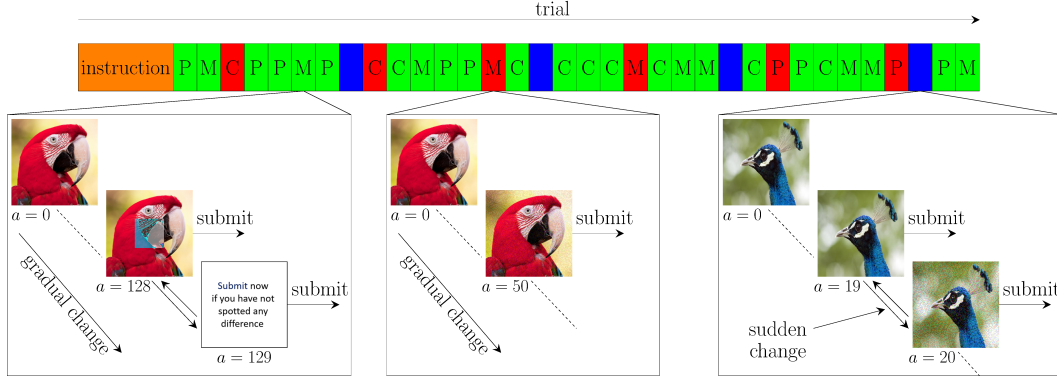 trial
instruction P M C P P M P C C M P P M C C C C M C M M C P P C M M P P M
a = 0
submit
a = 128
gradual change
Submit now
if you have not
spotted any
difference
submit
a = 129
a = 0
submit
a = 50
gradual change
a = 0
submit
a = 19
submit
sudden
change
a = 20